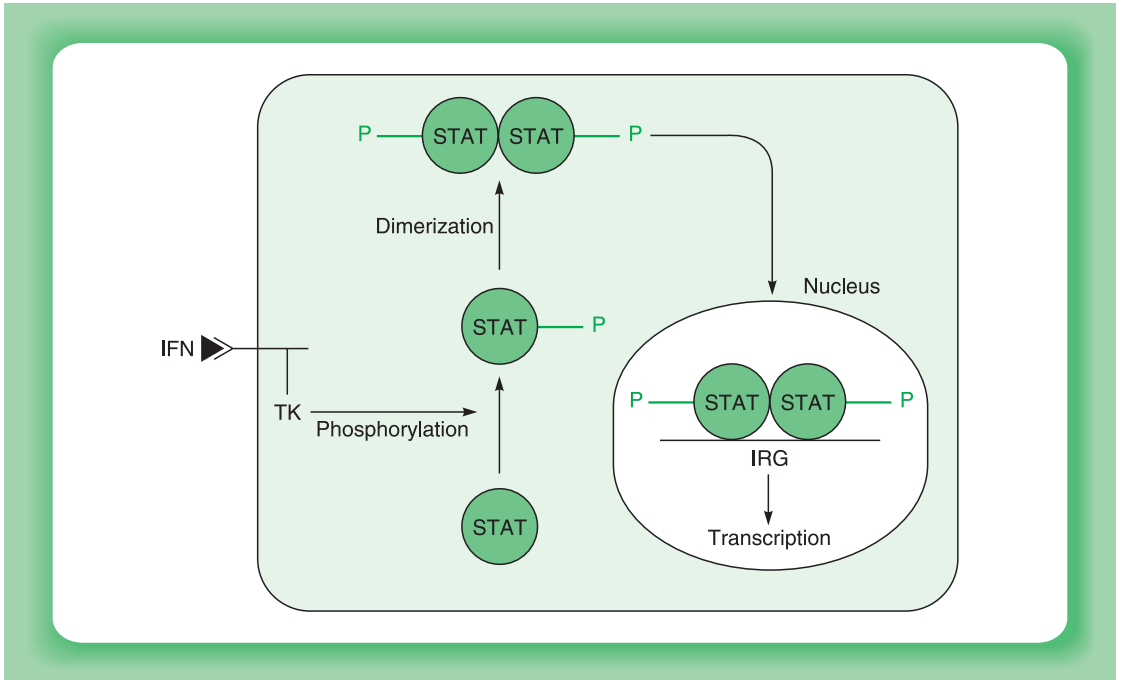 P STAT STAT P
Dimerization
Nucleus
STAT P
IFN
P STAT STAT P
TK
Phosphorylation
IRG
STAT
Transcription